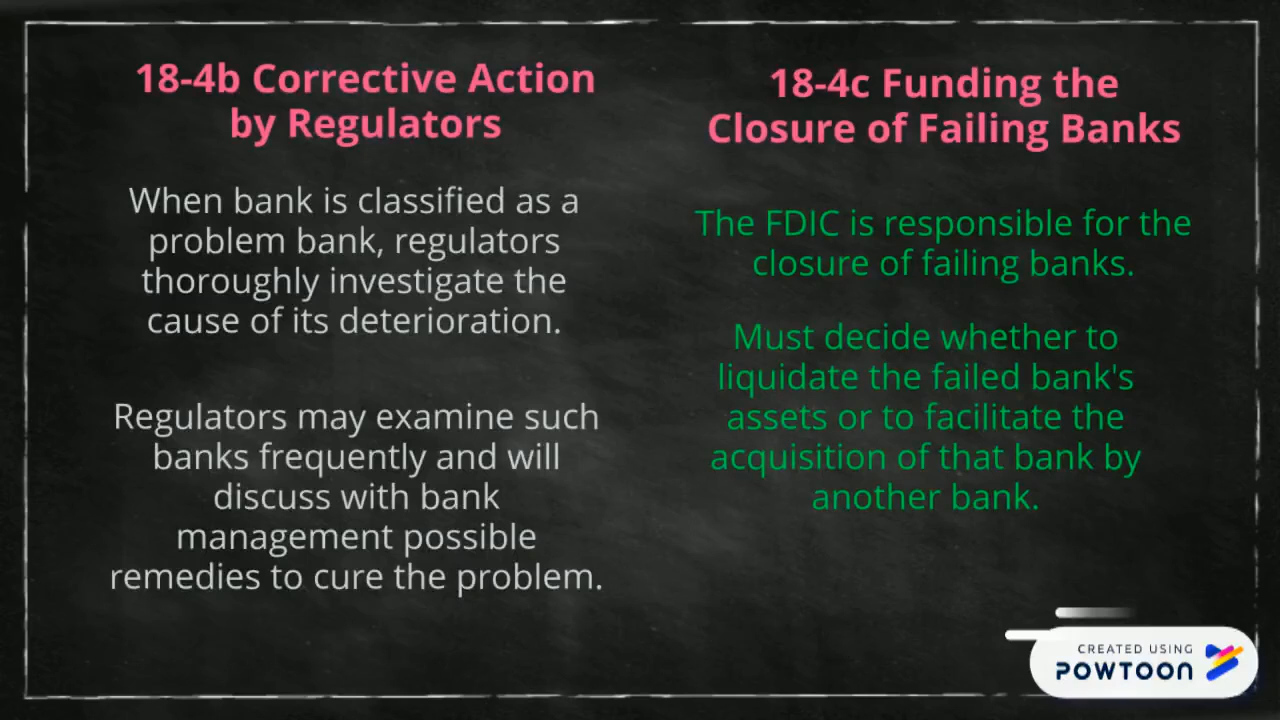 18-4b Corrective Action
by Regulators
When bank is classified as a
problem bank, regulators
thoroughly investigate the
cause of its deterioration.
Regulators may examine such
banks frequently and will
discuss with bank
management possible
remedies to cure the problem.
18-4c Funding the
Closure of Failing Banks
The FDIC is responsible for the
closure of failing banks.
Must decide whether to
liquidate the failed bank's
assets or to facilitate the
acquisition of that bank by
another bank.
CREATED USING
POWTOON